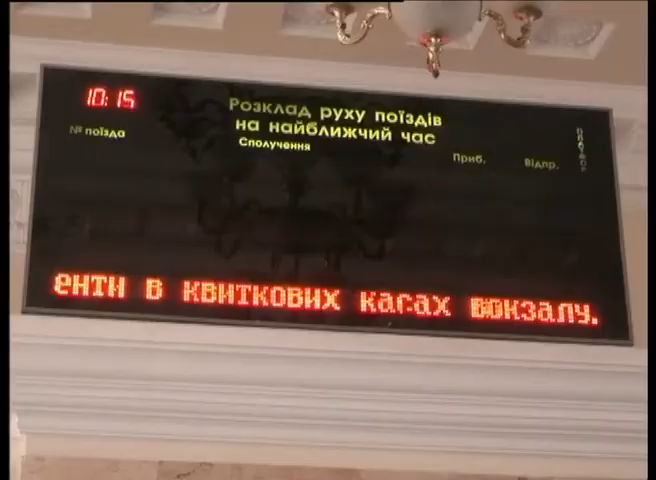 10:15
Розклад руху поїздів
на найближчий час
№ поїзда
Сполучення
Приб.
Відпр.
енти в квиткових касах вокзалу.